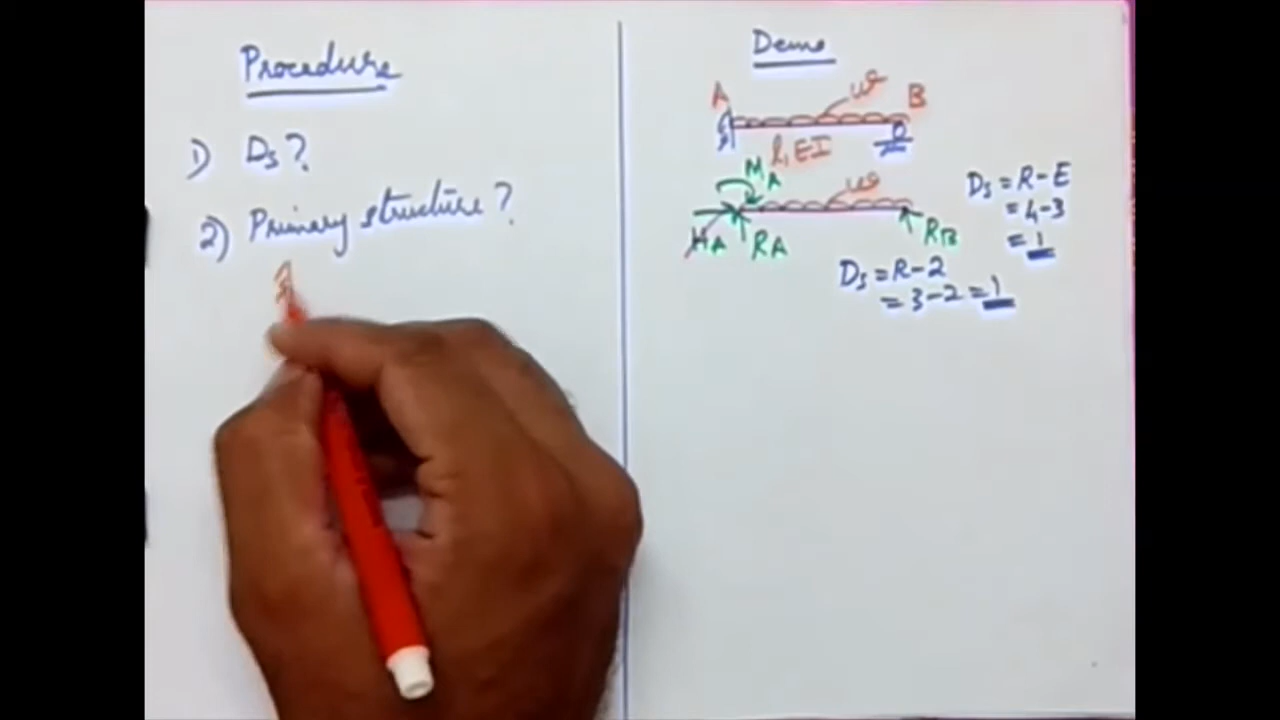 Procedure
1) Ds?
2) Primary structure?
Demo
A w B
l, EI
MA
w
HA RA RB
Ds = R-E
= 4-3
= 1
Ds = R-2
= 3-2 = 1